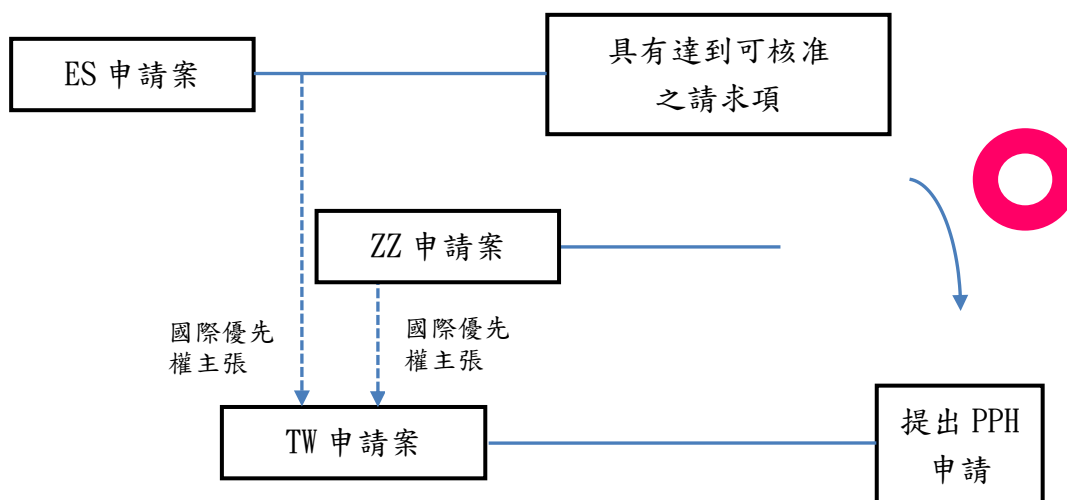 ES 申請案
具有達到可核准
之請求項
ZZ 申請案
國際優先
權主張
國際優先
權主張
TW 申請案
提出 PPH
申請